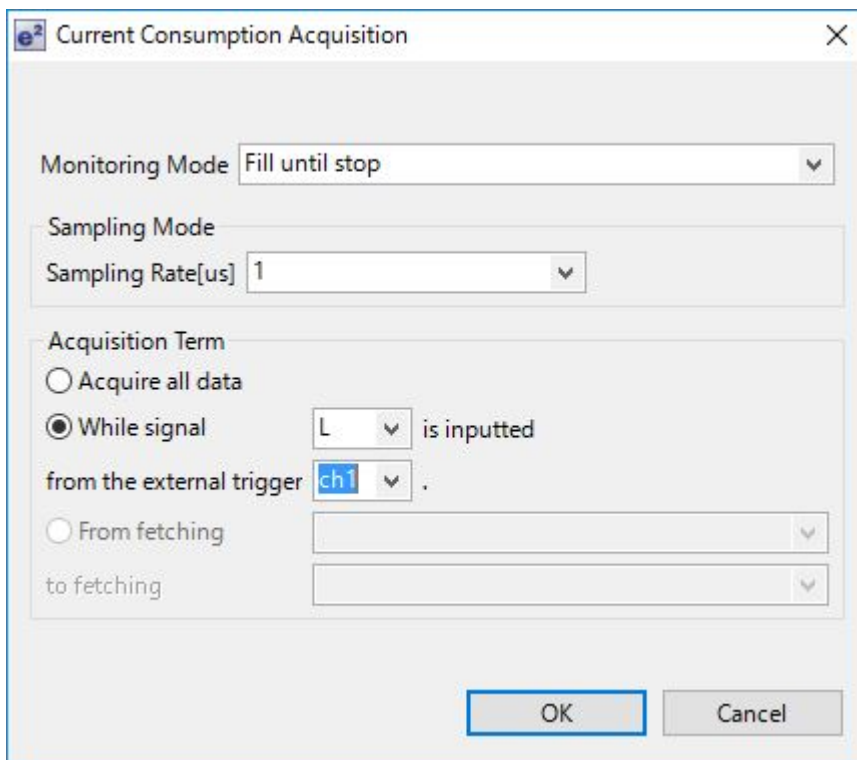 e² Current Consumption Acquisition
Monitoring Mode Fill until stop
Sampling Mode
Sampling Rate[us] 1
Acquisition Term
Acquire all data
While signal L is inputted
from the external trigger ch1 .
From fetching
to fetching
OK Cancel